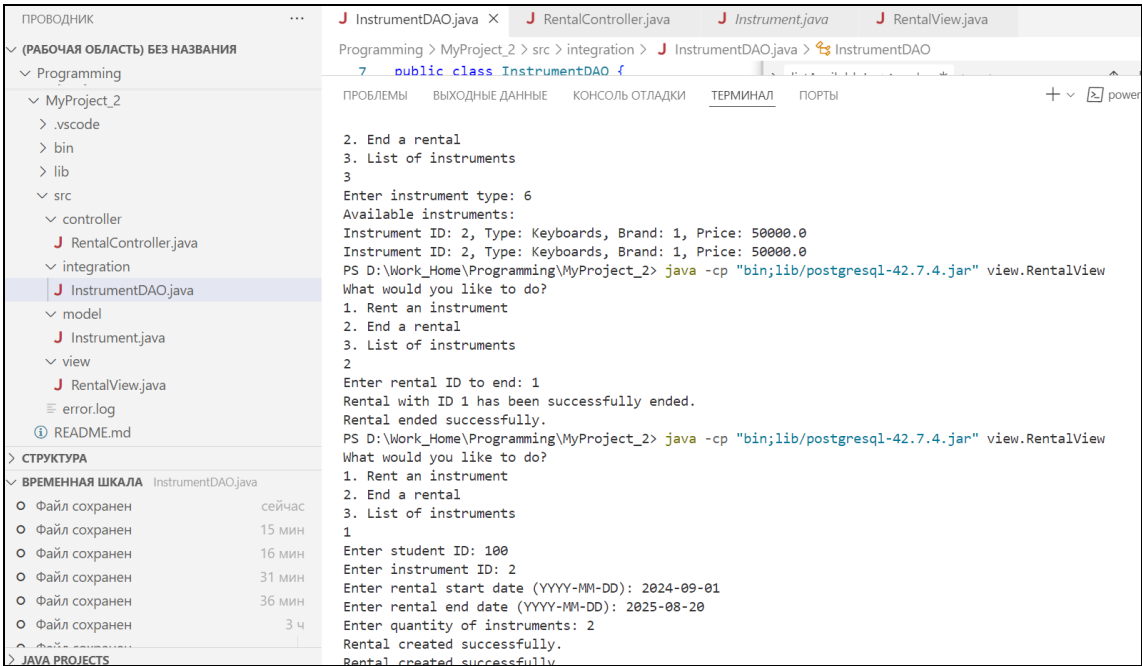 ПРОВОДНИК ...
(РАБОЧАЯ ОБЛАСТЬ) БЕЗ НАЗВАНИЯ
Programming
MyProject_2
.vscode
bin
lib
src
controller
J RentalController.java
integration
J InstrumentDAO.java
model
J Instrument.java
view
J RentalView.java
error.log
README.md
СТРУКТУРА
ВРЕМЕННАЯ ШКАЛА InstrumentDAO.java
Файл сохранен сейчас
Файл сохранен 15 мин
Файл сохранен 16 мин
Файл сохранен 31 мин
Файл сохранен 36 мин
Файл сохранен 3 ч
JAVA PROJECTS
J InstrumentDAO.java × J RentalController.java J Instrument.java J RentalView.java
Programming > MyProject_2 > src > integration > J InstrumentDAO.java > InstrumentDAO
7 public class InstrumentDAO {
ПРОБЛЕМЫ ВЫХОДНЫЕ ДАННЫЕ КОНСОЛЬ ОТЛАДКИ ТЕРМИНАЛ ПОРТЫ power
2. End a rental
3. List of instruments
3
Enter instrument type: 6
Available instruments:
Instrument ID: 2, Type: Keyboards, Brand: 1, Price: 50000.0
Instrument ID: 2, Type: Keyboards, Brand: 1, Price: 50000.0
PS D:\Work_Home\Programming\MyProject_2> java -cp "bin;lib/postgresql-42.7.4.jar" view.RentalView
What would you like to do?
1. Rent an instrument
2. End a rental
3. List of instruments
2
Enter rental ID to end: 1
Rental with ID 1 has been successfully ended.
Rental ended successfully.
PS D:\Work_Home\Programming\MyProject_2> java -cp "bin;lib/postgresql-42.7.4.jar" view.RentalView
What would you like to do?
1. Rent an instrument
2. End a rental
3. List of instruments
1
Enter student ID: 100
Enter instrument ID: 2
Enter rental start date (YYYY-MM-DD): 2024-09-01
Enter rental end date (YYYY-MM-DD): 2025-08-20
Enter quantity of instruments: 2
Rental created successfully.
Rental created successfully